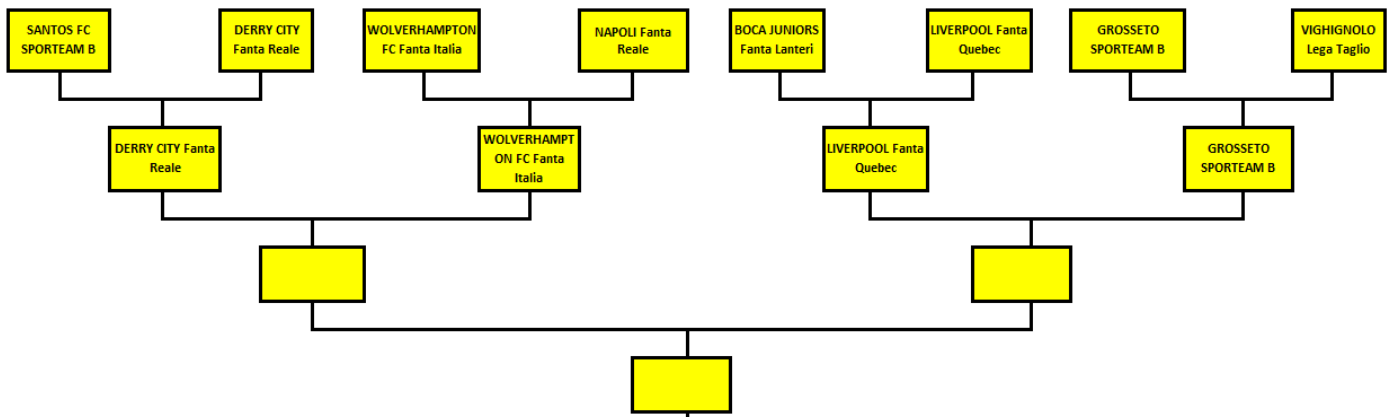 SANTOS FC
SPORTEAM B
DERRY CITY
Fanta Reale
WOLVERHAMPTON
FC Fanta Italia
NAPOLI Fanta
Reale
BOCA JUNIORS
Fanta Lanteri
LIVERPOOL Fanta
Quebec
GROSSETO
SPORTEAM B
VIGHIGNOLO
Lega Taglio
DERRY CITY Fanta
Reale
WOLVERHAMPT
ON FC Fanta
Italia
LIVERPOOL Fanta
Quebec
GROSSETO
SPORTEAM B